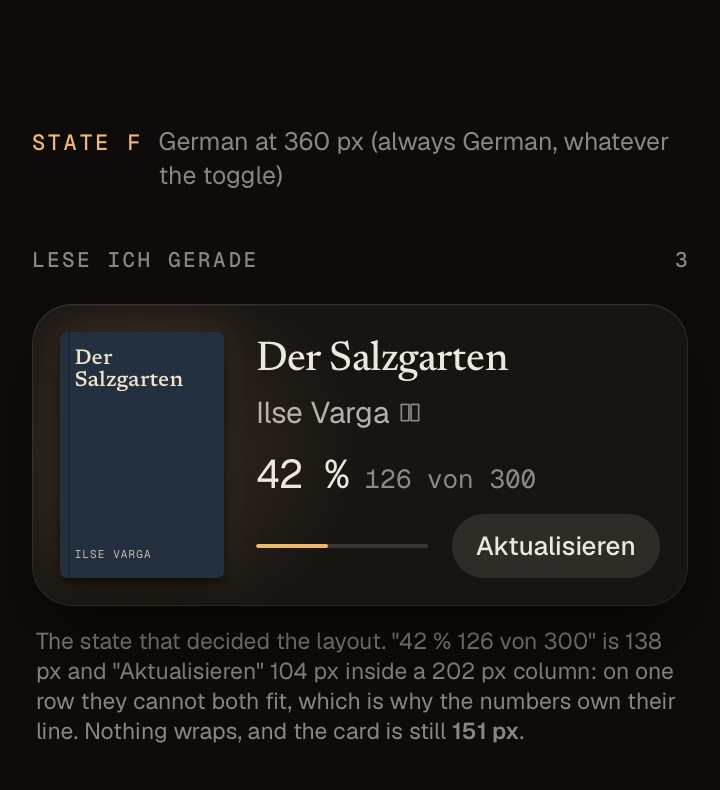 STATE F German at 360 px (always German, whatever
the toggle)
LESE ICH GERADE 3
Der
Salzgarten
ILSE VARGA
Der Salzgarten
Ilse Varga
42 % 126 von 300
Aktualisieren
The state that decided the layout. "42 % 126 von 300" is 138
px and "Aktualisieren" 104 px inside a 202 px column: on one
row they cannot both fit, which is why the numbers own their
line. Nothing wraps, and the card is still 151 px.